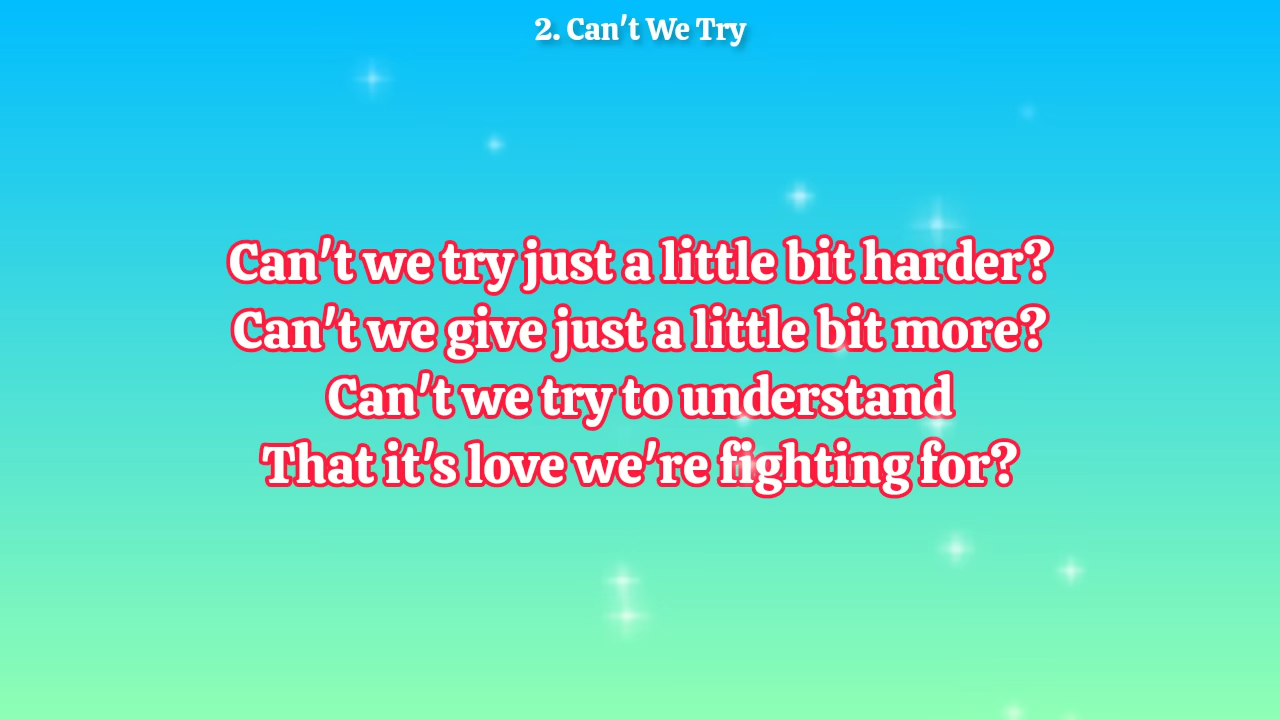 2. Can't We Try
Can't we try just a little bit harder?
Can't we give just a little bit more?
Can't we try to understand
That it's love we're fighting for?